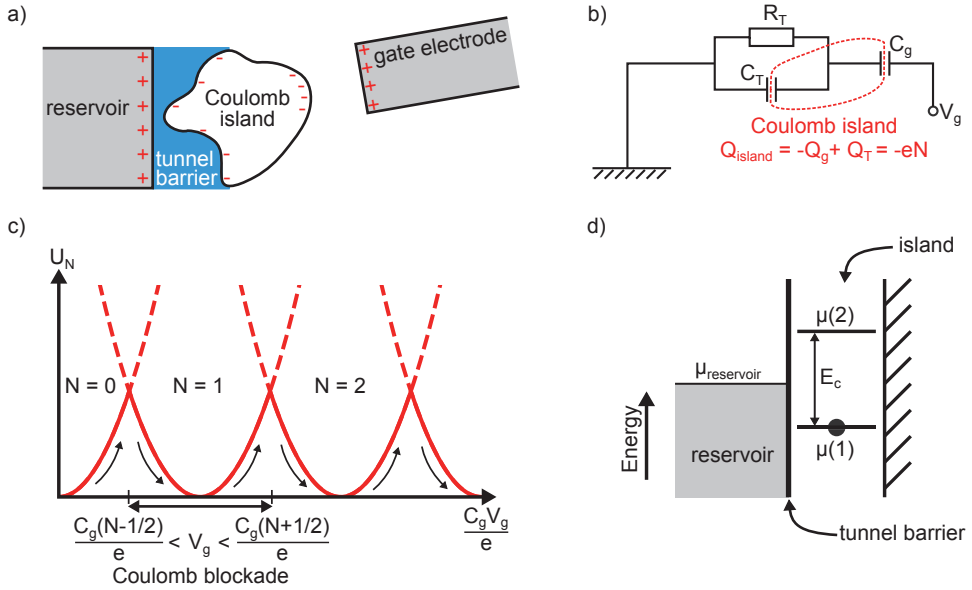 a)
reservoir
tunnel
barrier
Coulomb
island
gate electrode
b)
R_T
C_T
C_g
V_g
Coulomb island
Q_island = -Q_g + Q_T = -eN
c)
U_N
N = 0
N = 1
N = 2
C_g(N-1/2)/e < V_g < C_g(N+1/2)/e
Coulomb blockade
C_gV_g/e
d)
island
μ(2)
μ_reservoir
E_c
Energy
reservoir
μ(1)
tunnel barrier